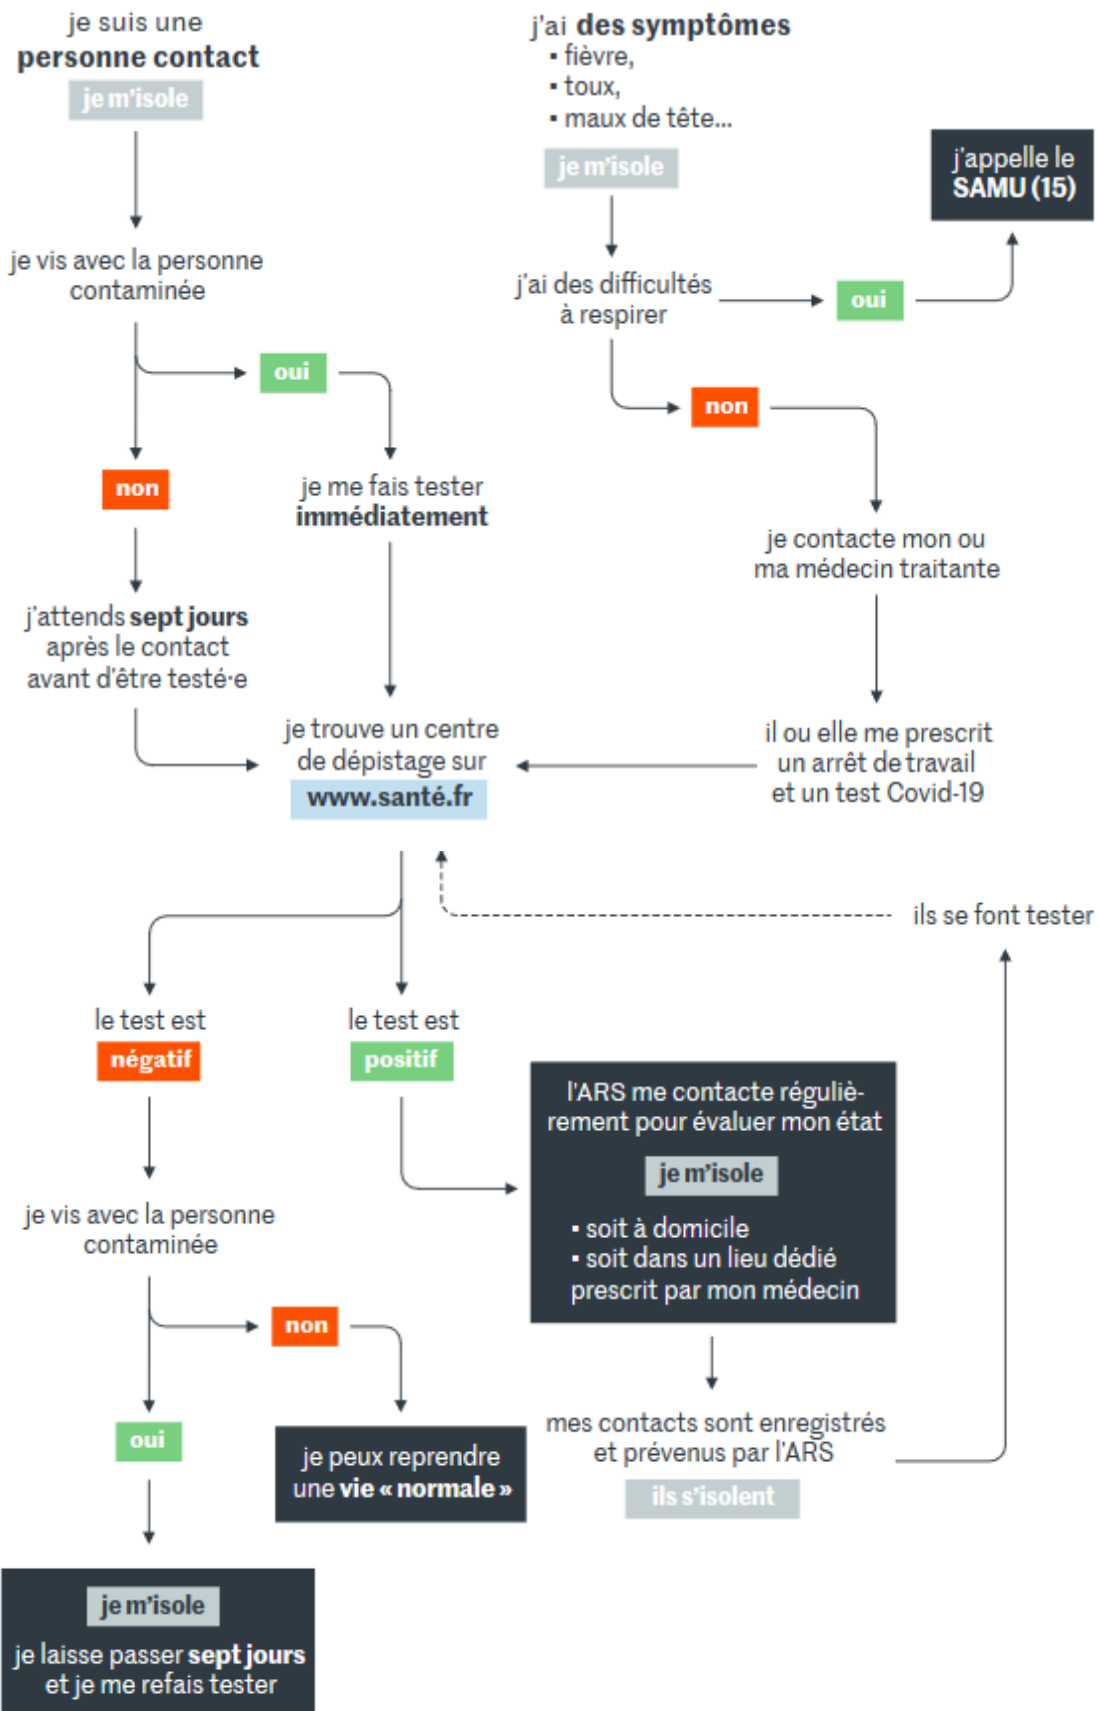 je suis une
personne contact
je m'isole
je vis avec la personne
contaminée
oui
non
je me fais tester
immédiatement
j'attends sept jours
après le contact
avant d'être testé·e
j'ai des symptômes
▪ fièvre,
▪ toux,
▪ maux de tête...
je m'isole
j'ai des difficultés
à respirer
oui
j'appelle le
SAMU (15)
non
je contacte mon ou
ma médecin traitante
il ou elle me prescrit
un arrêt de travail
et un test Covid-19
je trouve un centre
de dépistage sur
www.santé.fr
ils se font tester
le test est
négatif
le test est
positif
je vis avec la personne
contaminée
non
oui
je peux reprendre
une vie « normale »
je m'isole
je laisse passer sept jours
et je me refais tester
l'ARS me contacte réguliè-
rement pour évaluer mon état
je m'isole
▪ soit à domicile
▪ soit dans un lieu dédié
prescrit par mon médecin
mes contacts sont enregistrés
et prévenus par l'ARS
ils s'isolent